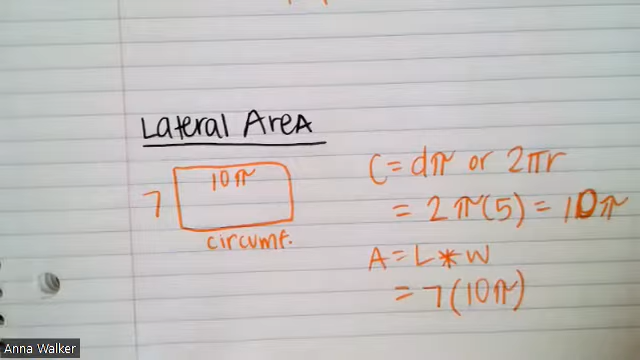 Lateral Area
10π
7
circumf.
C = dπ or 2πr
= 2π(5) = 10π
A = L * W
= 7(10π)
Anna Walker